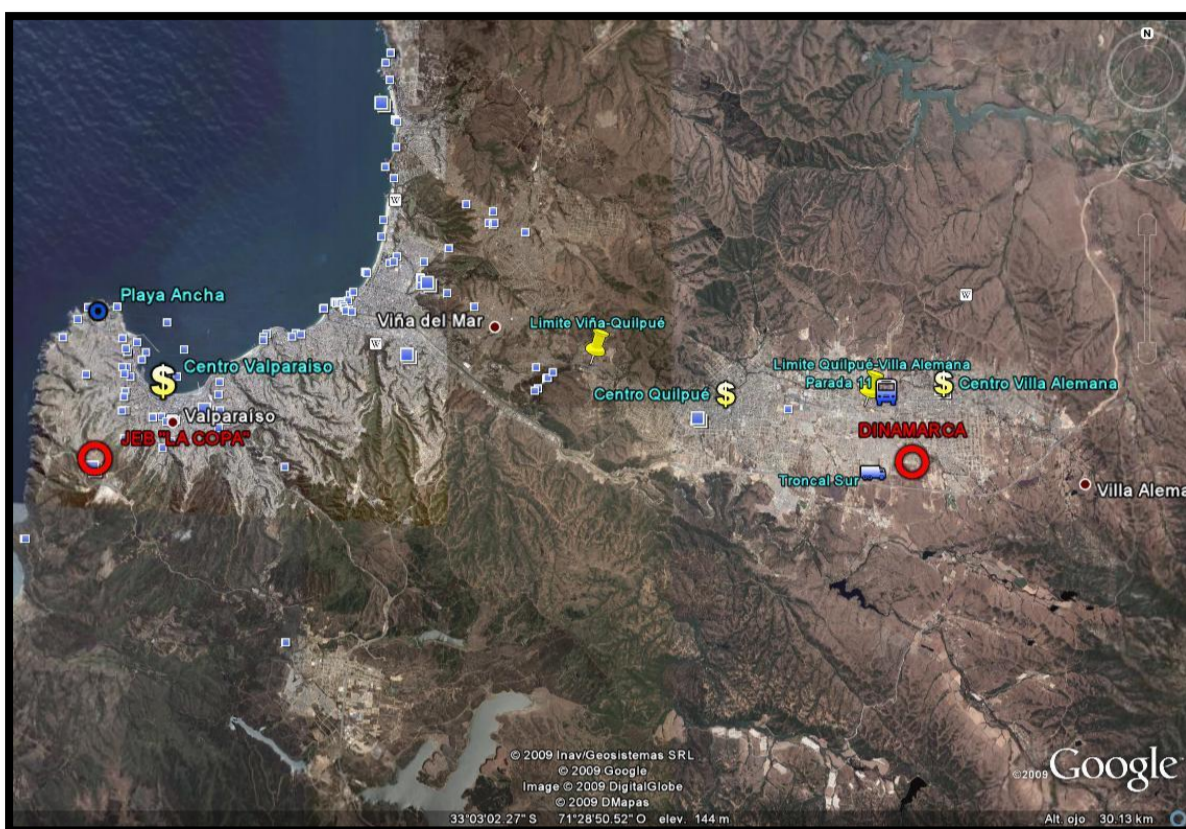 N
W
Playa Ancha
Viña del Mar
Limite Viña-Quilpué
W
W
Centro Valparaiso
Limite Quilpué-Villa Alemana
Parada 11
Centro Quilpué
Centro Villa Alemana
Valparaíso
JEB "LA COPA"
DINAMARCA
Troncal Sur
Villa Alema
© 2009 Inav/Geosistemas SRL
© 2009 Google
Image © 2009 DigitalGlobe
© 2009 DMapas
©2009 Google
33°03'02.27" S 71°28'50.52" O elev. 144 m
Alt. ojo 30.13 km